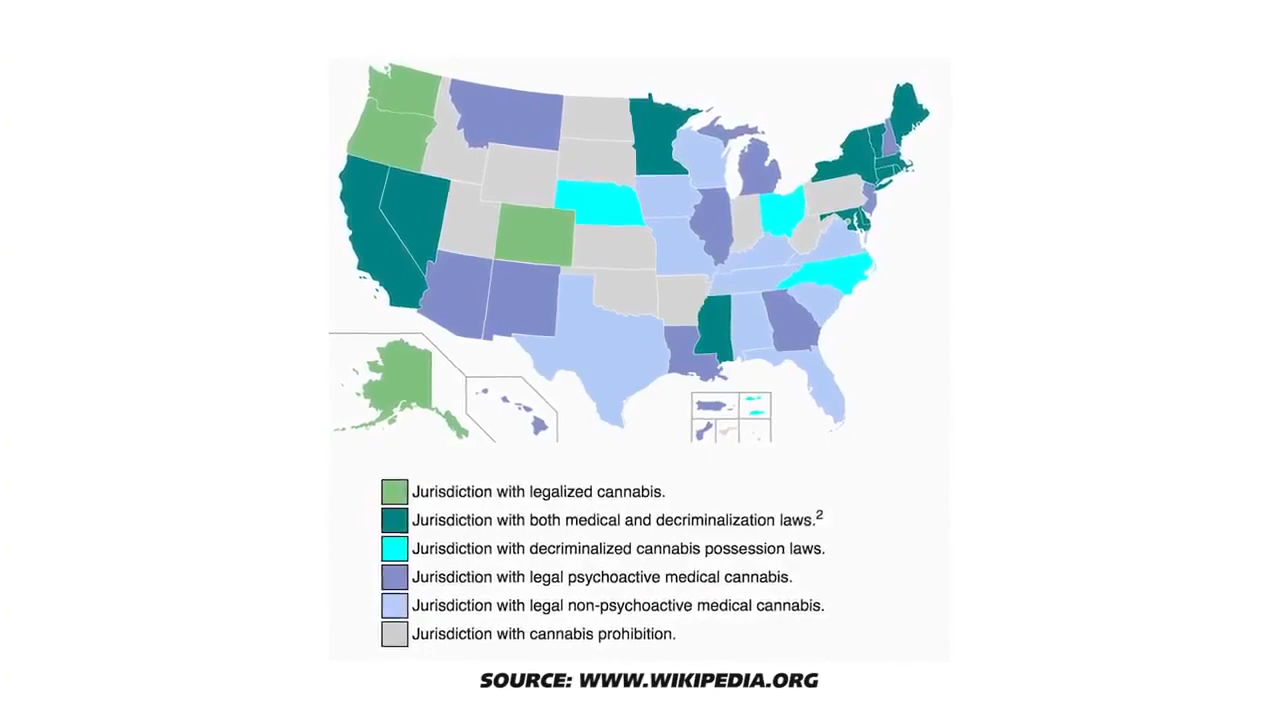 Jurisdiction with legalized cannabis.
Jurisdiction with both medical and decriminalization laws.2
Jurisdiction with decriminalized cannabis possession laws.
Jurisdiction with legal psychoactive medical cannabis.
Jurisdiction with legal non-psychoactive medical cannabis.
Jurisdiction with cannabis prohibition.
SOURCE: WWW.WIKIPEDIA.ORG